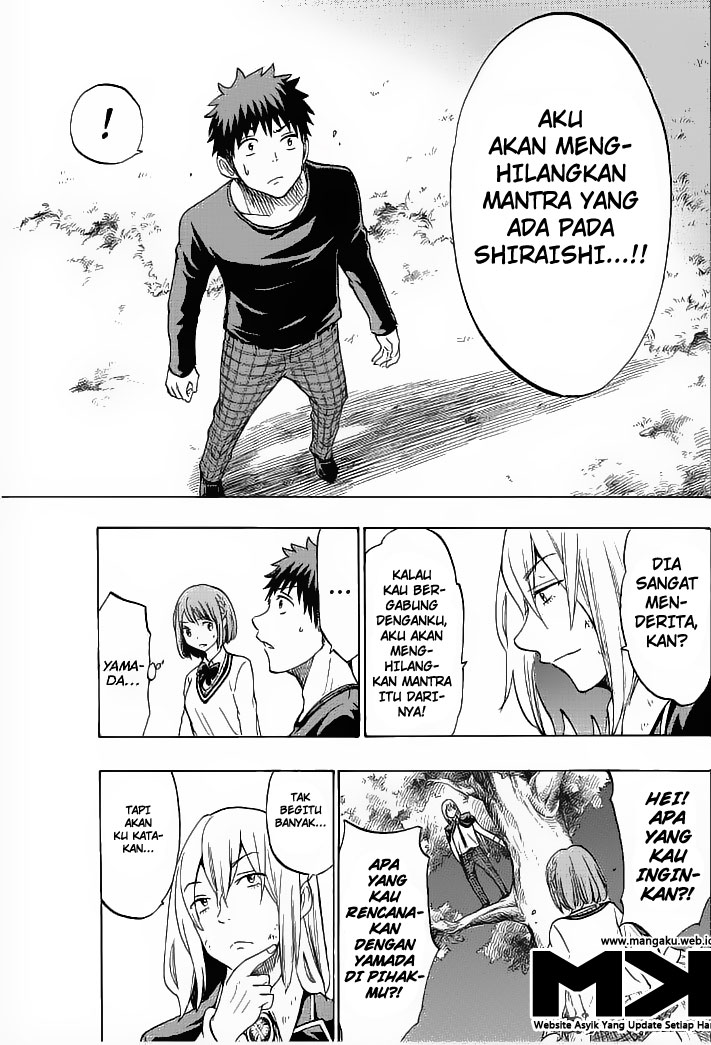 AKU
AKAN MENG-
HILANGKAN
MANTRA YANG
ADA PADA
SHIRAISHI...!!
!
DIA
SANGAT
MEN-
DERITA,
KAN?
KALAU
KAU BER-
GABUNG
DENGANKU,
AKU AKAN
MENG-
HILANG-
KAN MANTRA
ITU DARI-
NYA!
...
YAMA-
DA...
HEI!
APA
YANG
KAU
INGIN-
KAN?!
APA
YANG
KAU
RENCANA-
KAN
DENGAN
YAMADA
DI PIHAK-
MU?!
TAK
BEGITU
BANYAK...
TAPI
AKAN
KU KATA-
KAN...
www.mangaku.web.id
MK
Website Asyik Yang Update Setiap Har